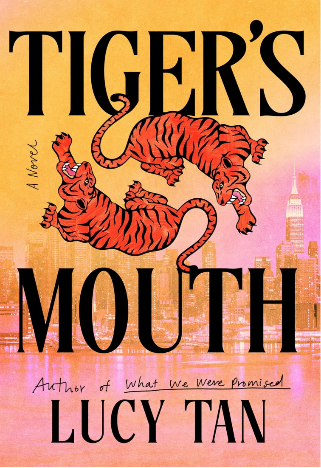 TIGER'S
A Novel
MOUTH
Author of What We Were Promised
LUCY TAN